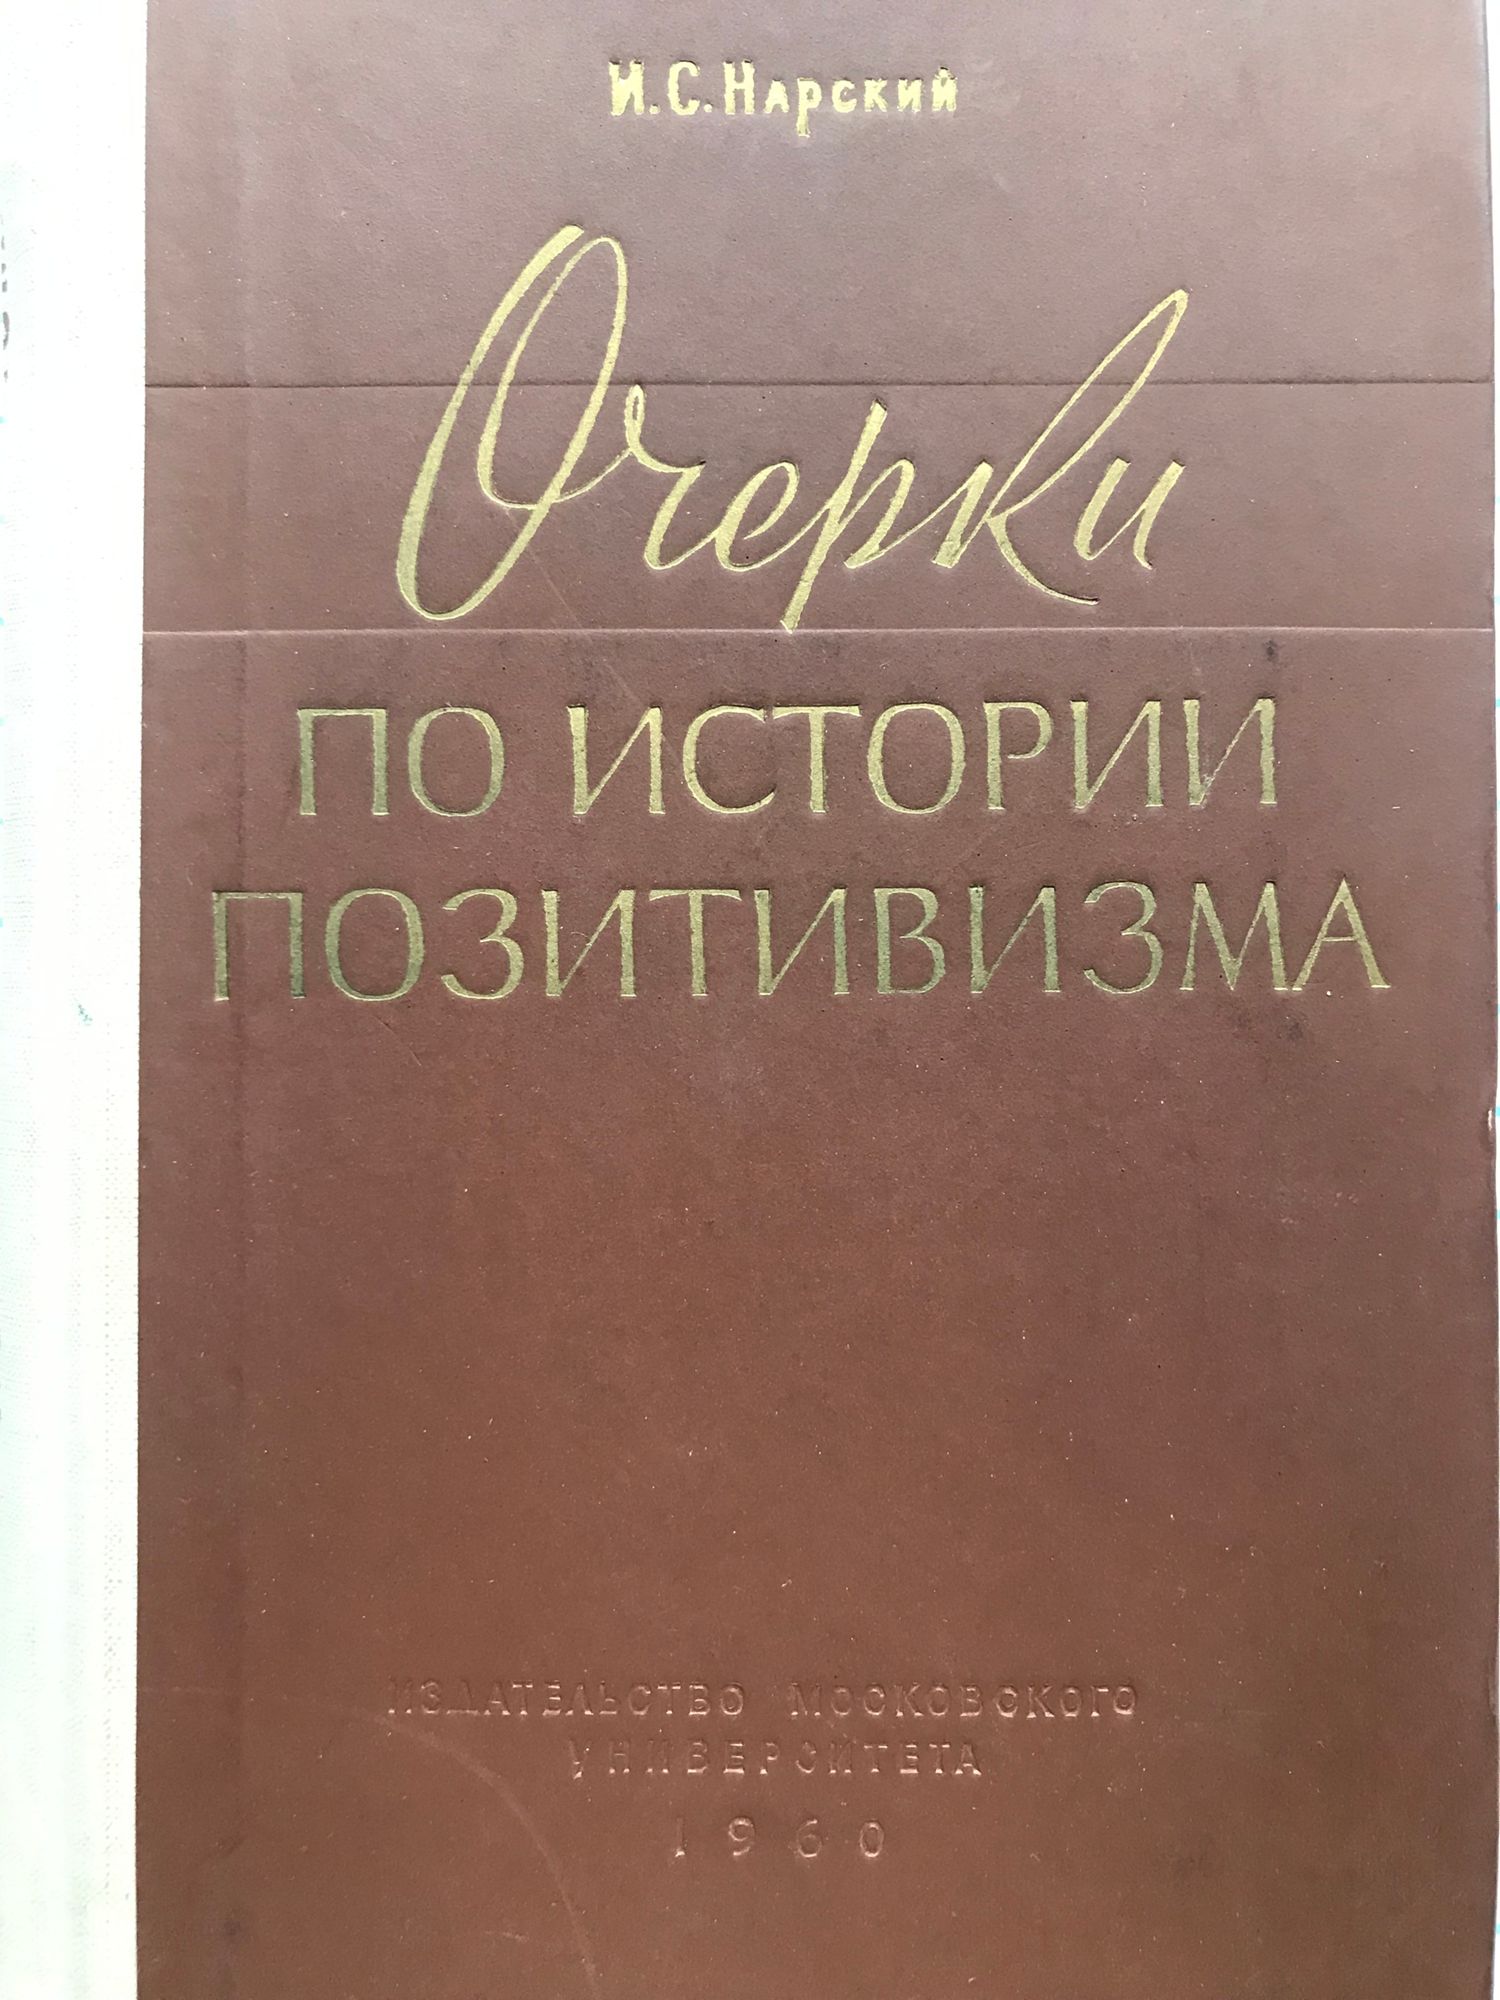 И.С.Нарский
Очерки
ПО ИСТОРИИ
ПОЗИТИВИЗМА
ИЗДАТЕЛЬСТВО МОСКОВСКОГО
УНИВЕРСИТЕТА
1960